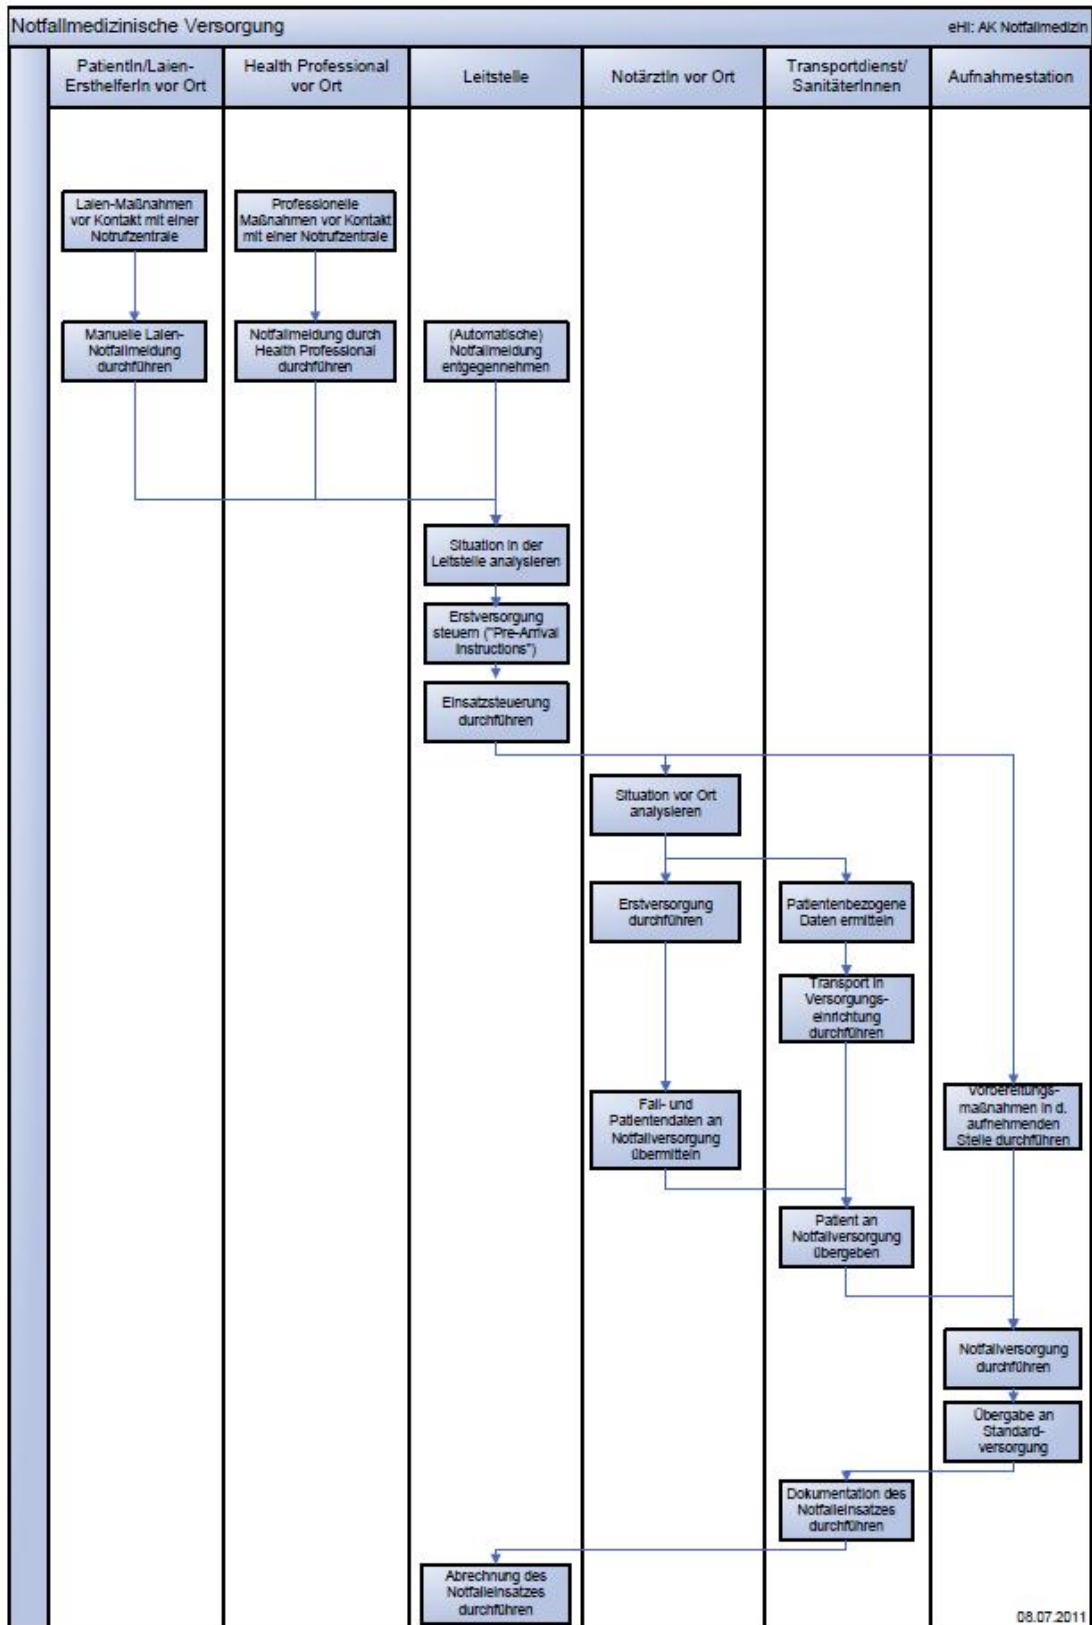 Notfallmedizinische Versorgung
eHI: AK Notfallmedizin
PatientIn/Laien-
ErsthelferIn vor Ort
Health Professional
vor Ort
Leitstelle
NotärztIn vor Ort
Transportdienst/
SanitäterInnen
Aufnahmestation
Laien-Maßnahmen
vor Kontakt mit einer
Notrufzentrale
Professionelle
Maßnahmen vor Kontakt
mit einer Notrufzentrale
Manuelle Laien-
Notfallmeldung
durchführen
Notfallmeldung durch
Health Professional
durchführen
(Automatische)
Notfallmeldung
entgegennehmen
Situation in der
Leitstelle analysieren
Erstversorgung
steuern ("Pre-Arrival
Instructions")
Einsatzsteuerung
durchführen
Situation vor Ort
analysieren
Erstversorgung
durchführen
Patientenbezogene
Daten ermitteln
Transport in
Versorgungs-
einrichtung
durchführen
Fall- und
Patientendaten an
Notfallversorgung
übermitteln
Vorbereitungs-
maßnahmen in d.
aufnehmenden
Stelle durchführen
Patient an
Notfallversorgung
übergeben
Notfallversorgung
durchführen
Übergabe an
Standard-
versorgung
Dokumentation des
Notfalleinsatzes
durchführen
Abrechnung des
Notfalleinsatzes
durchführen
08.07.2011